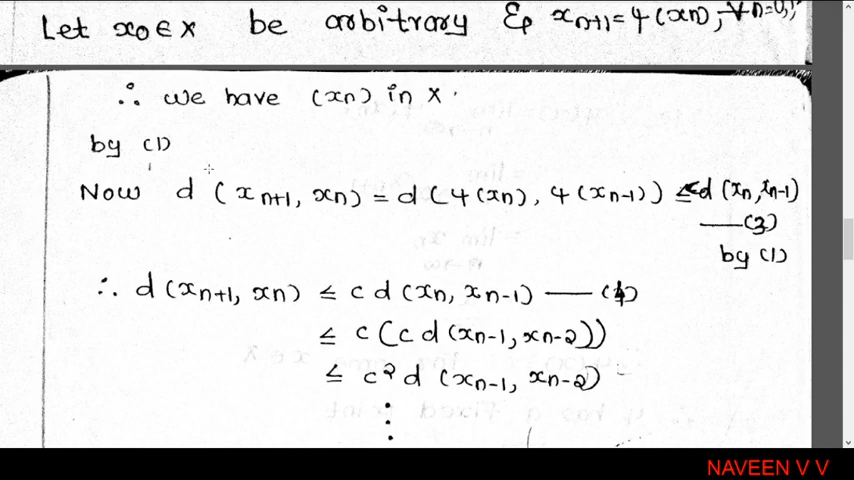 Let x₀ ∈ X be arbitrary & xₙ₊₁ = φ(xₙ), ∀ n=0,1,
∴ we have (xₙ) in X.
by (1)
Now d(xₙ₊₁, xₙ) = d(φ(xₙ), φ(xₙ₋₁)) ≤ cd(xₙ, xₙ₋₁)
—(3)
by (1)
∴ d(xₙ₊₁, xₙ) ≤ c d(xₙ, xₙ₋₁) — (4)
≤ c(c d(xₙ₋₁, xₙ₋₂))
≤ c² d(xₙ₋₁, xₙ₋₂)
⋮
NAVEEN V V